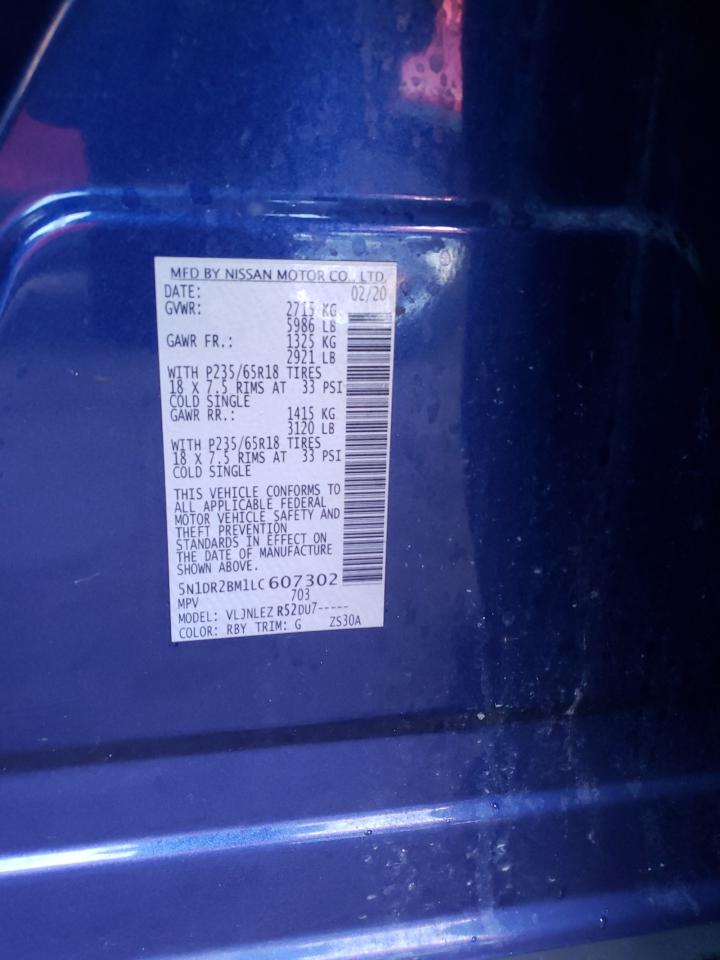 MFD BY NISSAN MOTOR CO., LTD.
DATE: 02/20
GVWR: 2715 KG
5986 LB
GAWR FR.: 1325 KG
2921 LB
WITH P235/65R18 TIRES
18 X 7.5 RIMS AT 33 PSI
COLD SINGLE
GAWR RR.: 1415 KG
3120 LB
WITH P235/65R18 TIRES
18 X 7.5 RIMS AT 33 PSI
COLD SINGLE
THIS VEHICLE CONFORMS TO
ALL APPLICABLE FEDERAL
MOTOR VEHICLE SAFETY AND
THEFT PREVENTION
STANDARDS IN EFFECT ON
THE DATE OF MANUFACTURE
SHOWN ABOVE.
5N1DR2BM1LC607302
MPV 703
MODEL: VLJNLEZ R52DU7-----
COLOR: RBY TRIM: G ZS30A